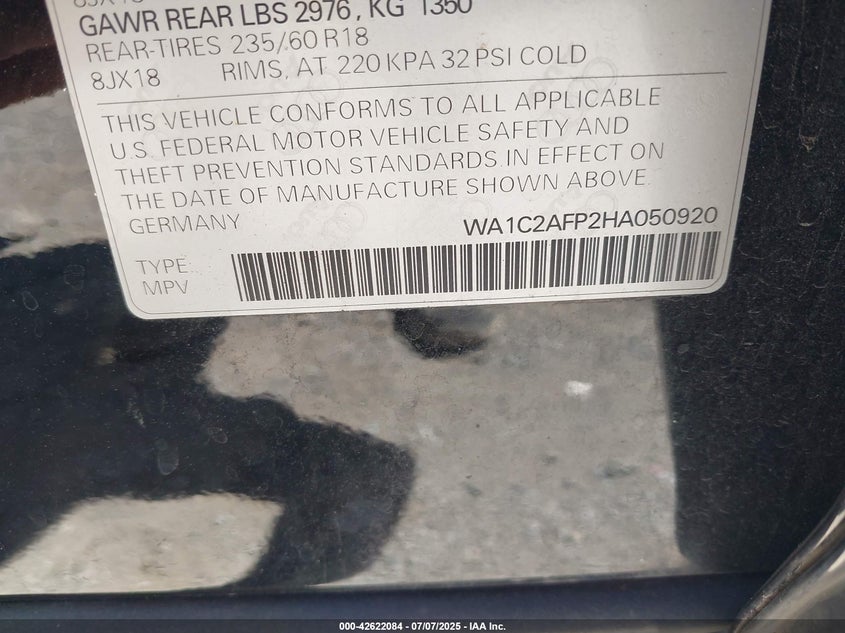 GAWR REAR LBS 2976, KG 1350
REAR-TIRES 235/60 R18
8JX18 RIMS, AT 220 KPA 32 PSI COLD
THIS VEHICLE CONFORMS TO ALL APPLICABLE
U.S. FEDERAL MOTOR VEHICLE SAFETY AND
THEFT PREVENTION STANDARDS IN EFFECT ON
THE DATE OF MANUFACTURE SHOWN ABOVE.
GERMANY WA1C2AFP2HA050920
TYPE:
MPV
000-42622084 - 07/07/2025 - IAA Inc.